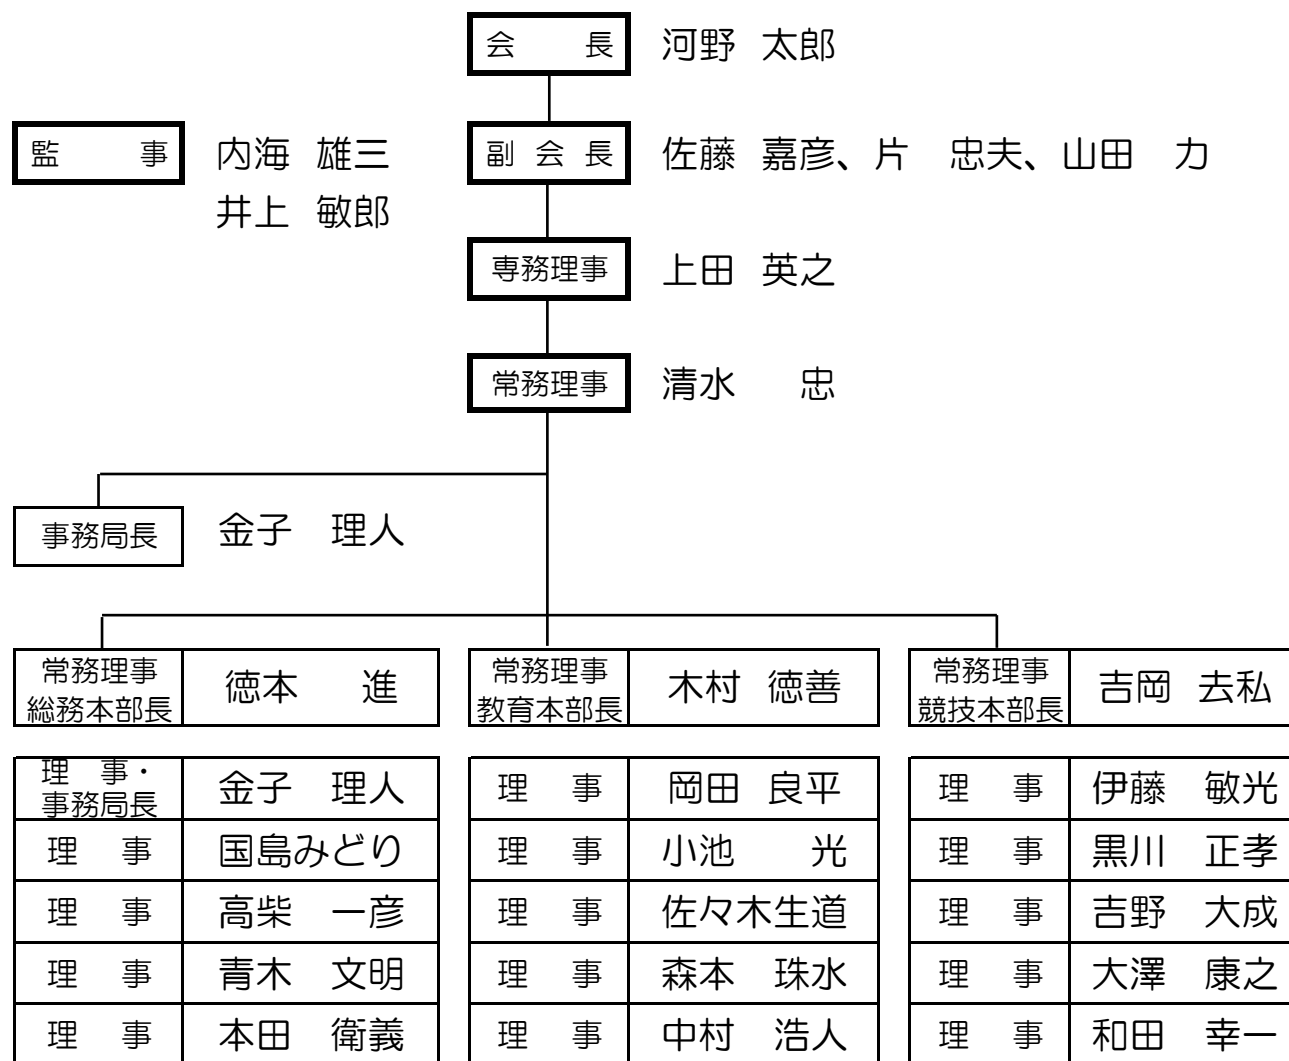 会　　長　河野 太郎
監　　事　内海 雄三　副 会 長　佐藤 嘉彦、片　忠夫、山田　力
井上 敏郎
専務理事　上田 英之
常務理事　清水　　忠
事務局長　金子　理人
常務理事
総務本部長　徳本　　進
常務理事
教育本部長　木村 徳善
常務理事
競技本部長　吉岡 去私
理　事・
事務局長　金子　理人
理　事　国島みどり
理　事　高柴　一彦
理　事　青木　文明
理　事　本田　衛義
理　事　岡田 良平
理　事　小池　　光
理　事　佐々木生道
理　事　森本　珠水
理　事　中村　浩人
理　事　伊藤　敏光
理　事　黒川　正孝
理　事　吉野　大成
理　事　大澤　康之
理　事　和田　幸一